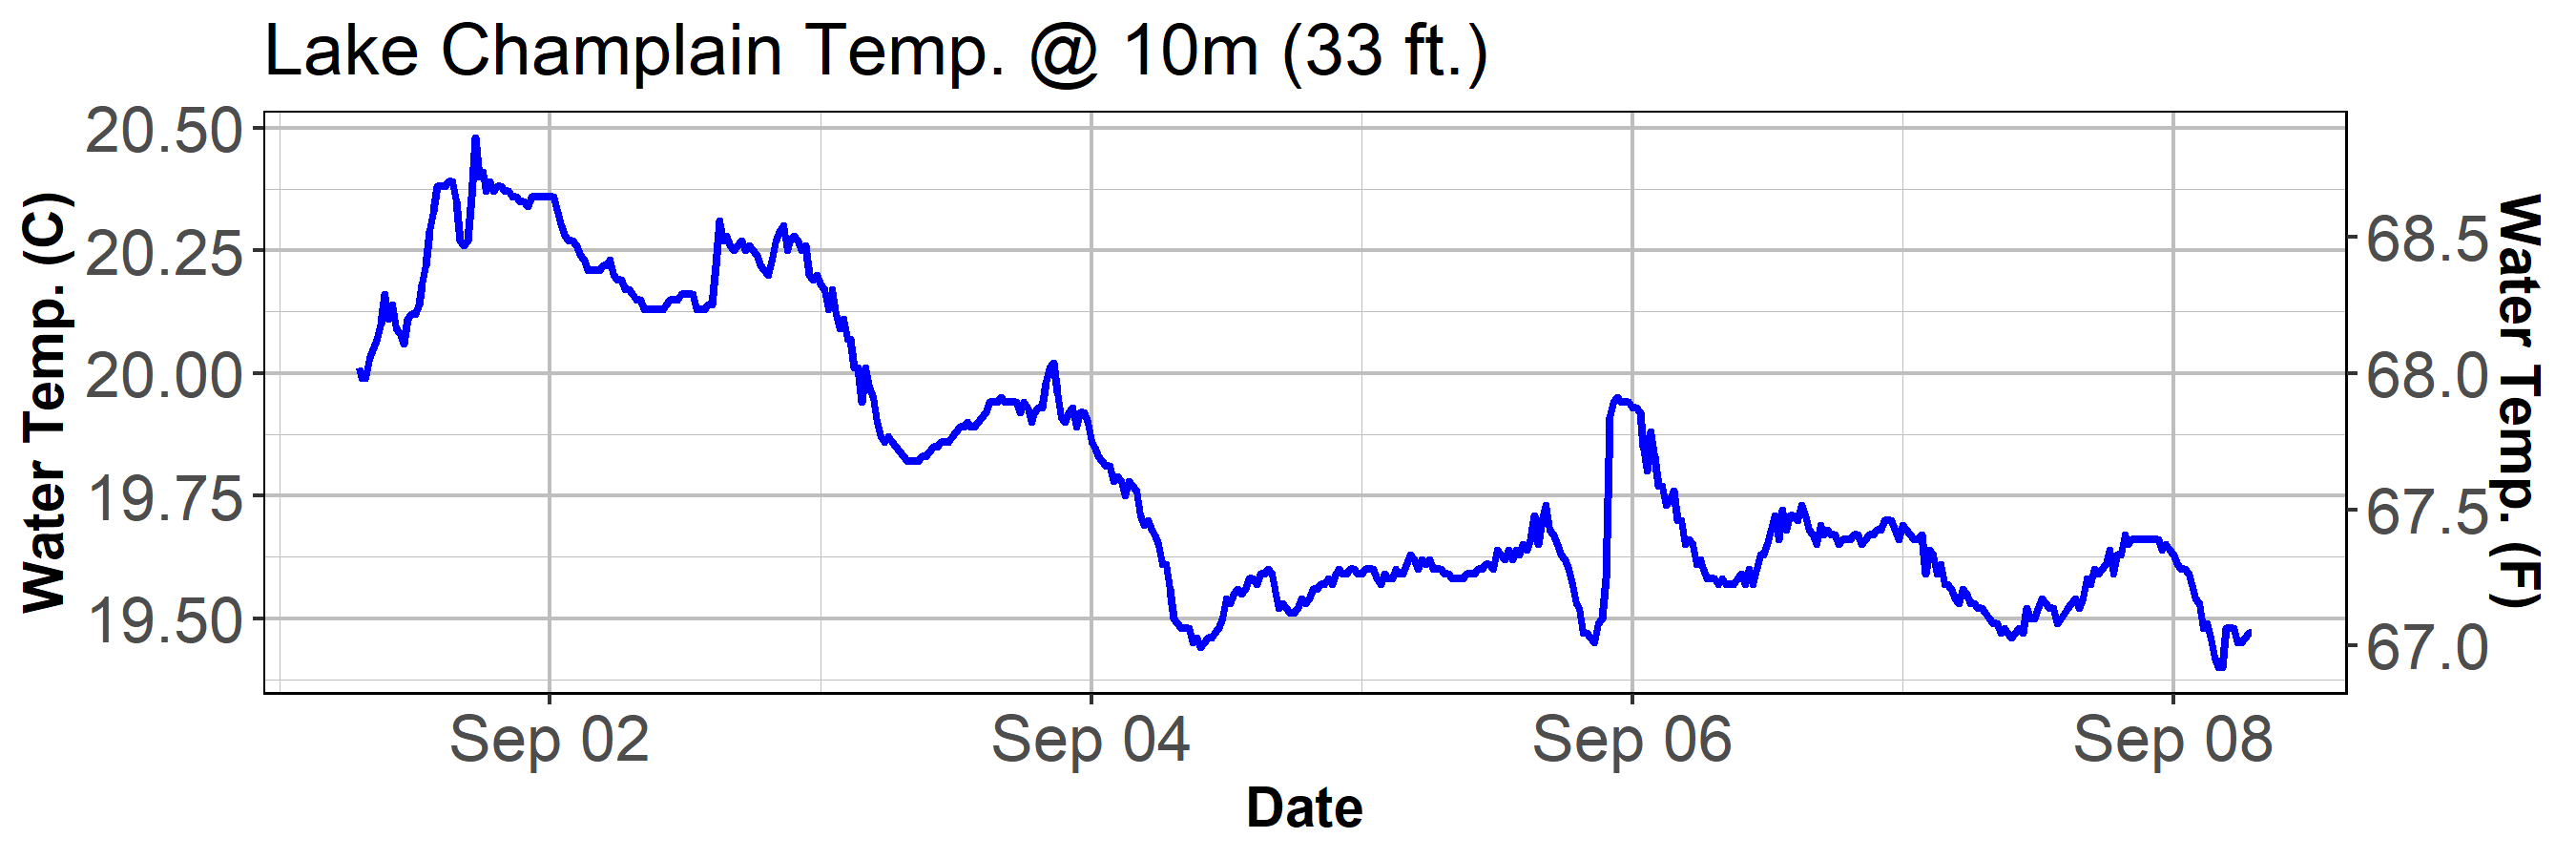 Lake Champlain Temp. @ 10m (33 ft.)
Water Temp. (C)
20.50
20.25
20.00
19.75
19.50
68.5
68.0
67.5
67.0
Water Temp. (F)
Sep 02
Sep 04
Sep 06
Sep 08
Date